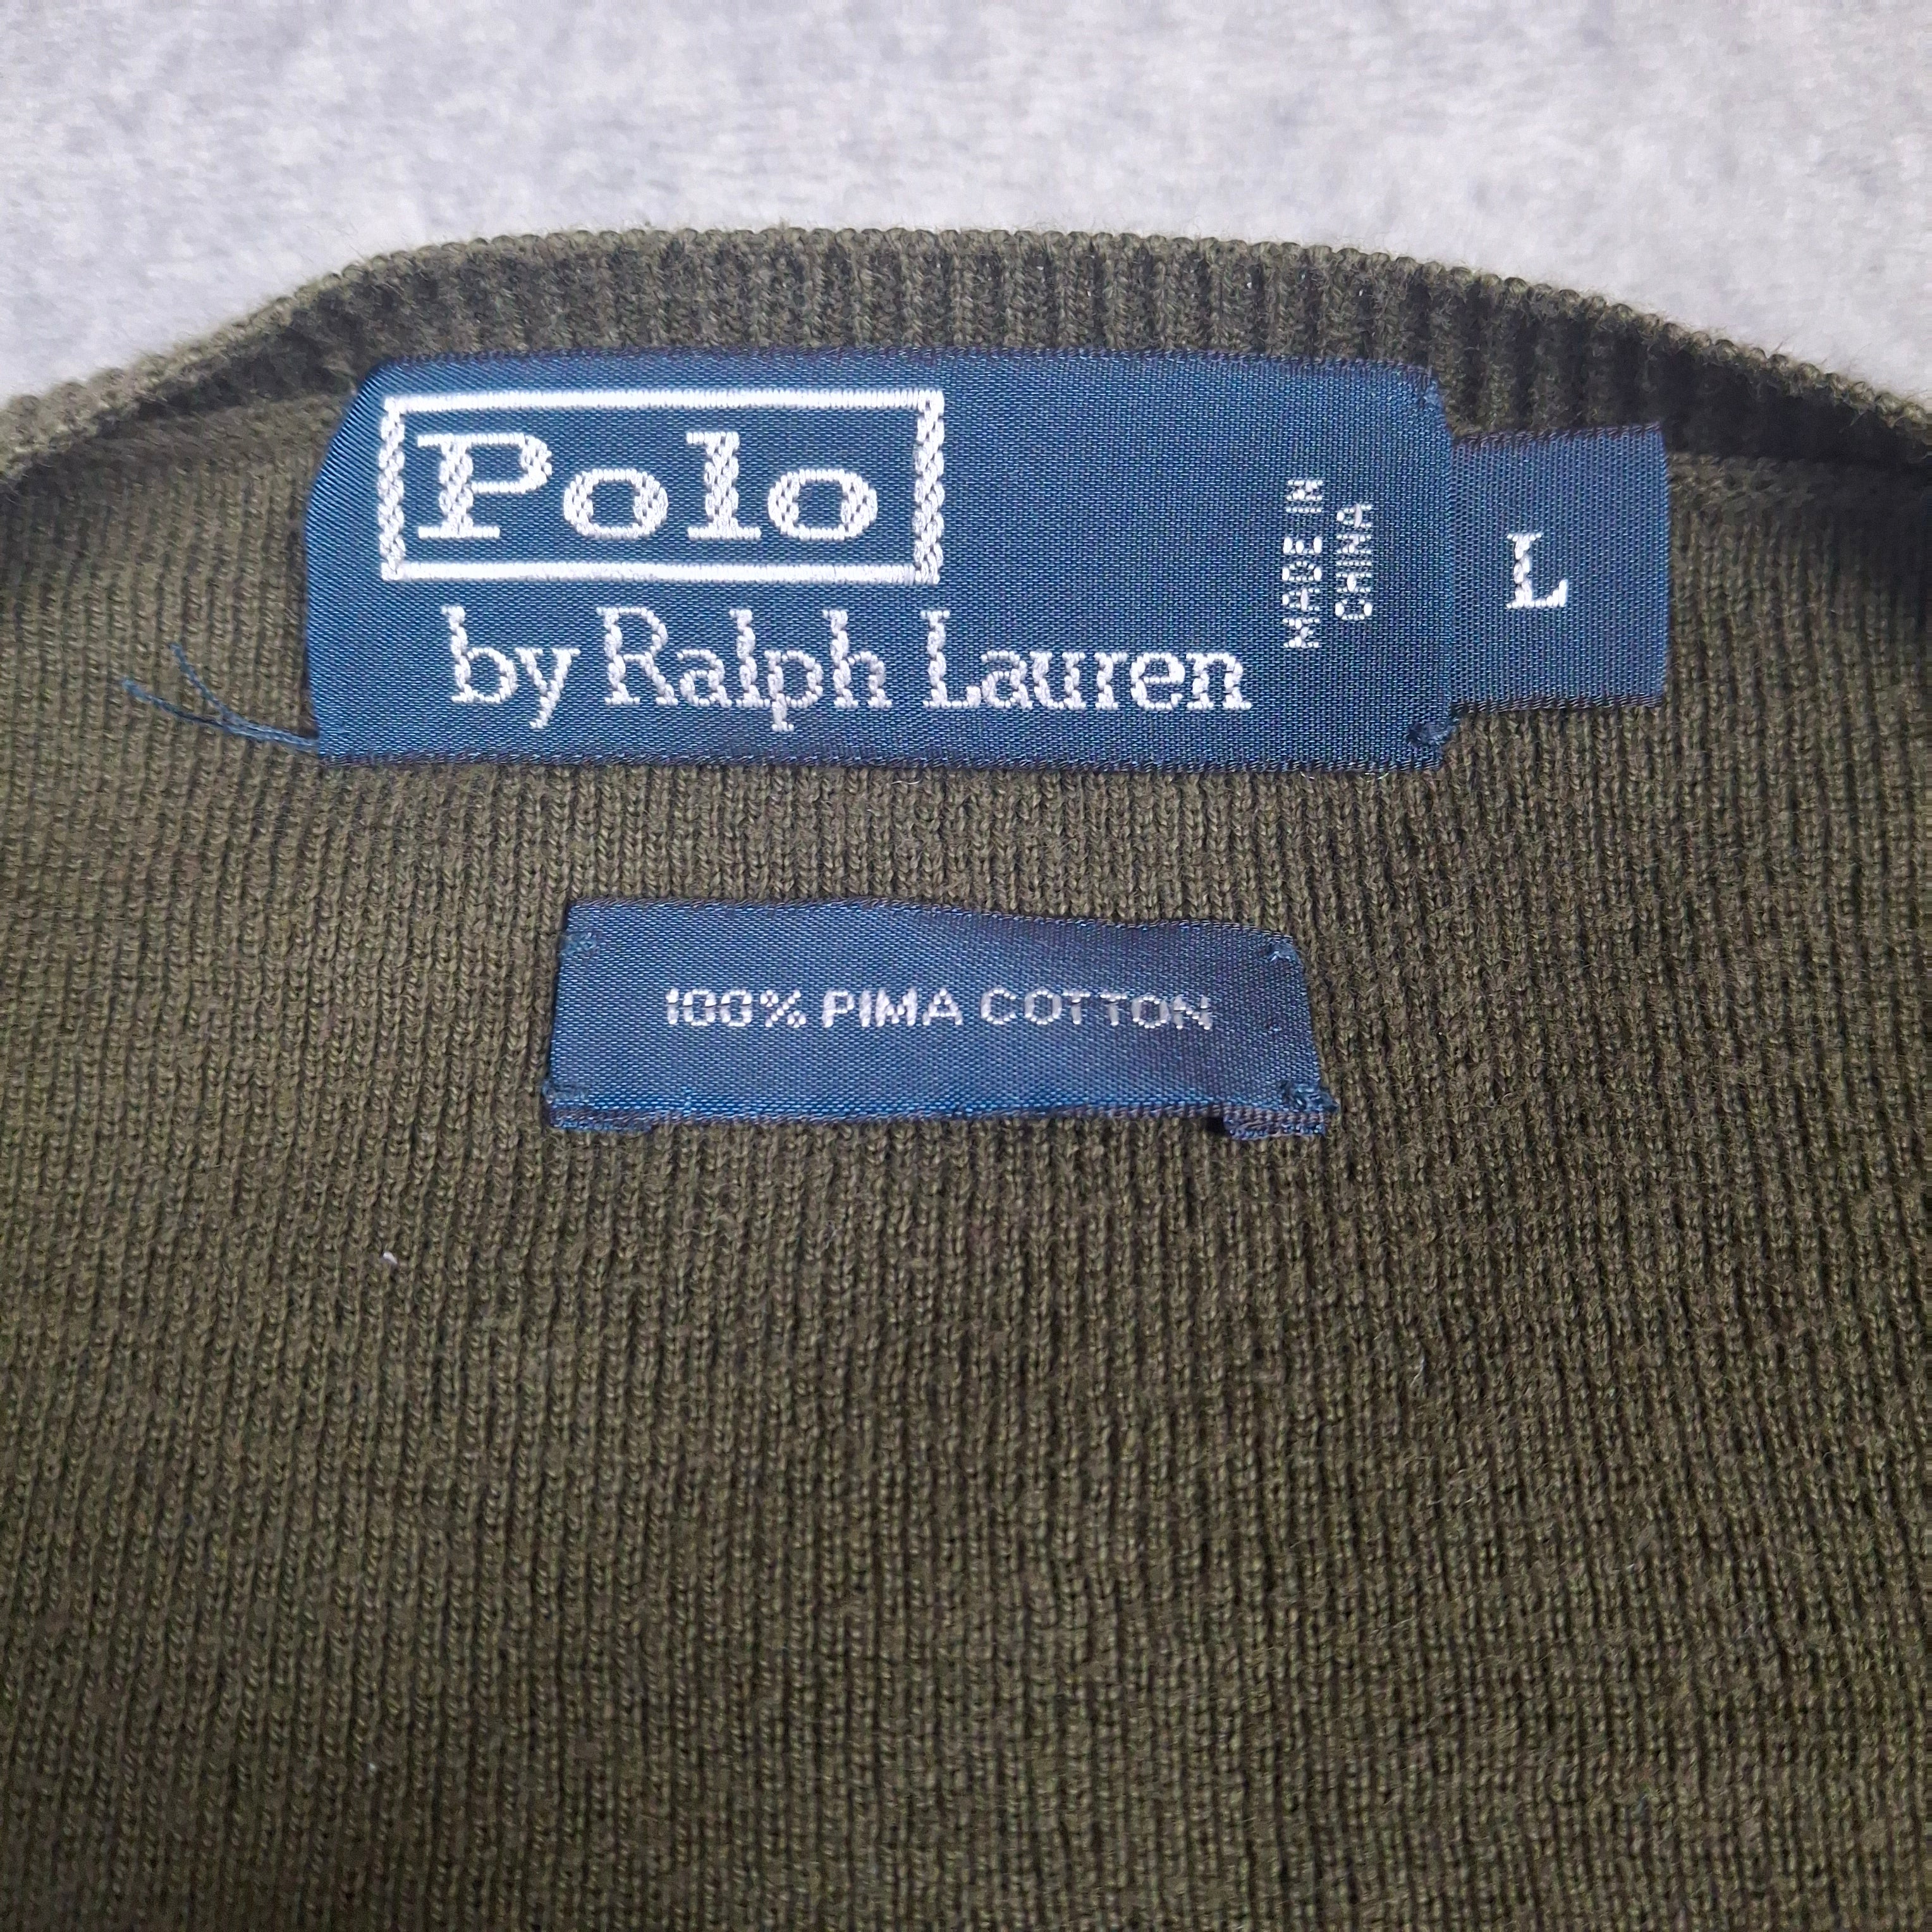 Polo
by Ralph Lauren
MADE IN
CHINA
L
100% PIMA COTTON